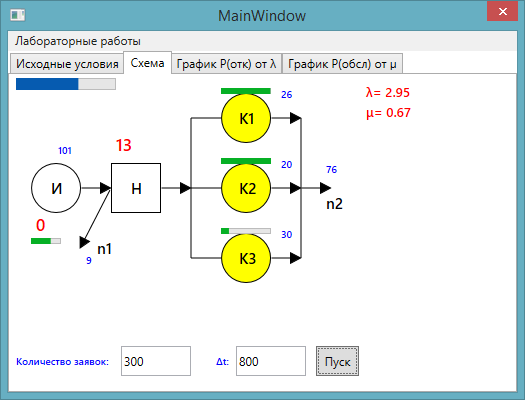 MainWindow
Лабораторные работы
Исходные условия Схема График P(отк) от λ График P(обсл) от μ
26
λ= 2.95
μ= 0.67
К1
101
13
20
76
И
Н
К2
n2
0
30
n1
9
К3
Количество заявок: 300 Δt: 800 Пуск